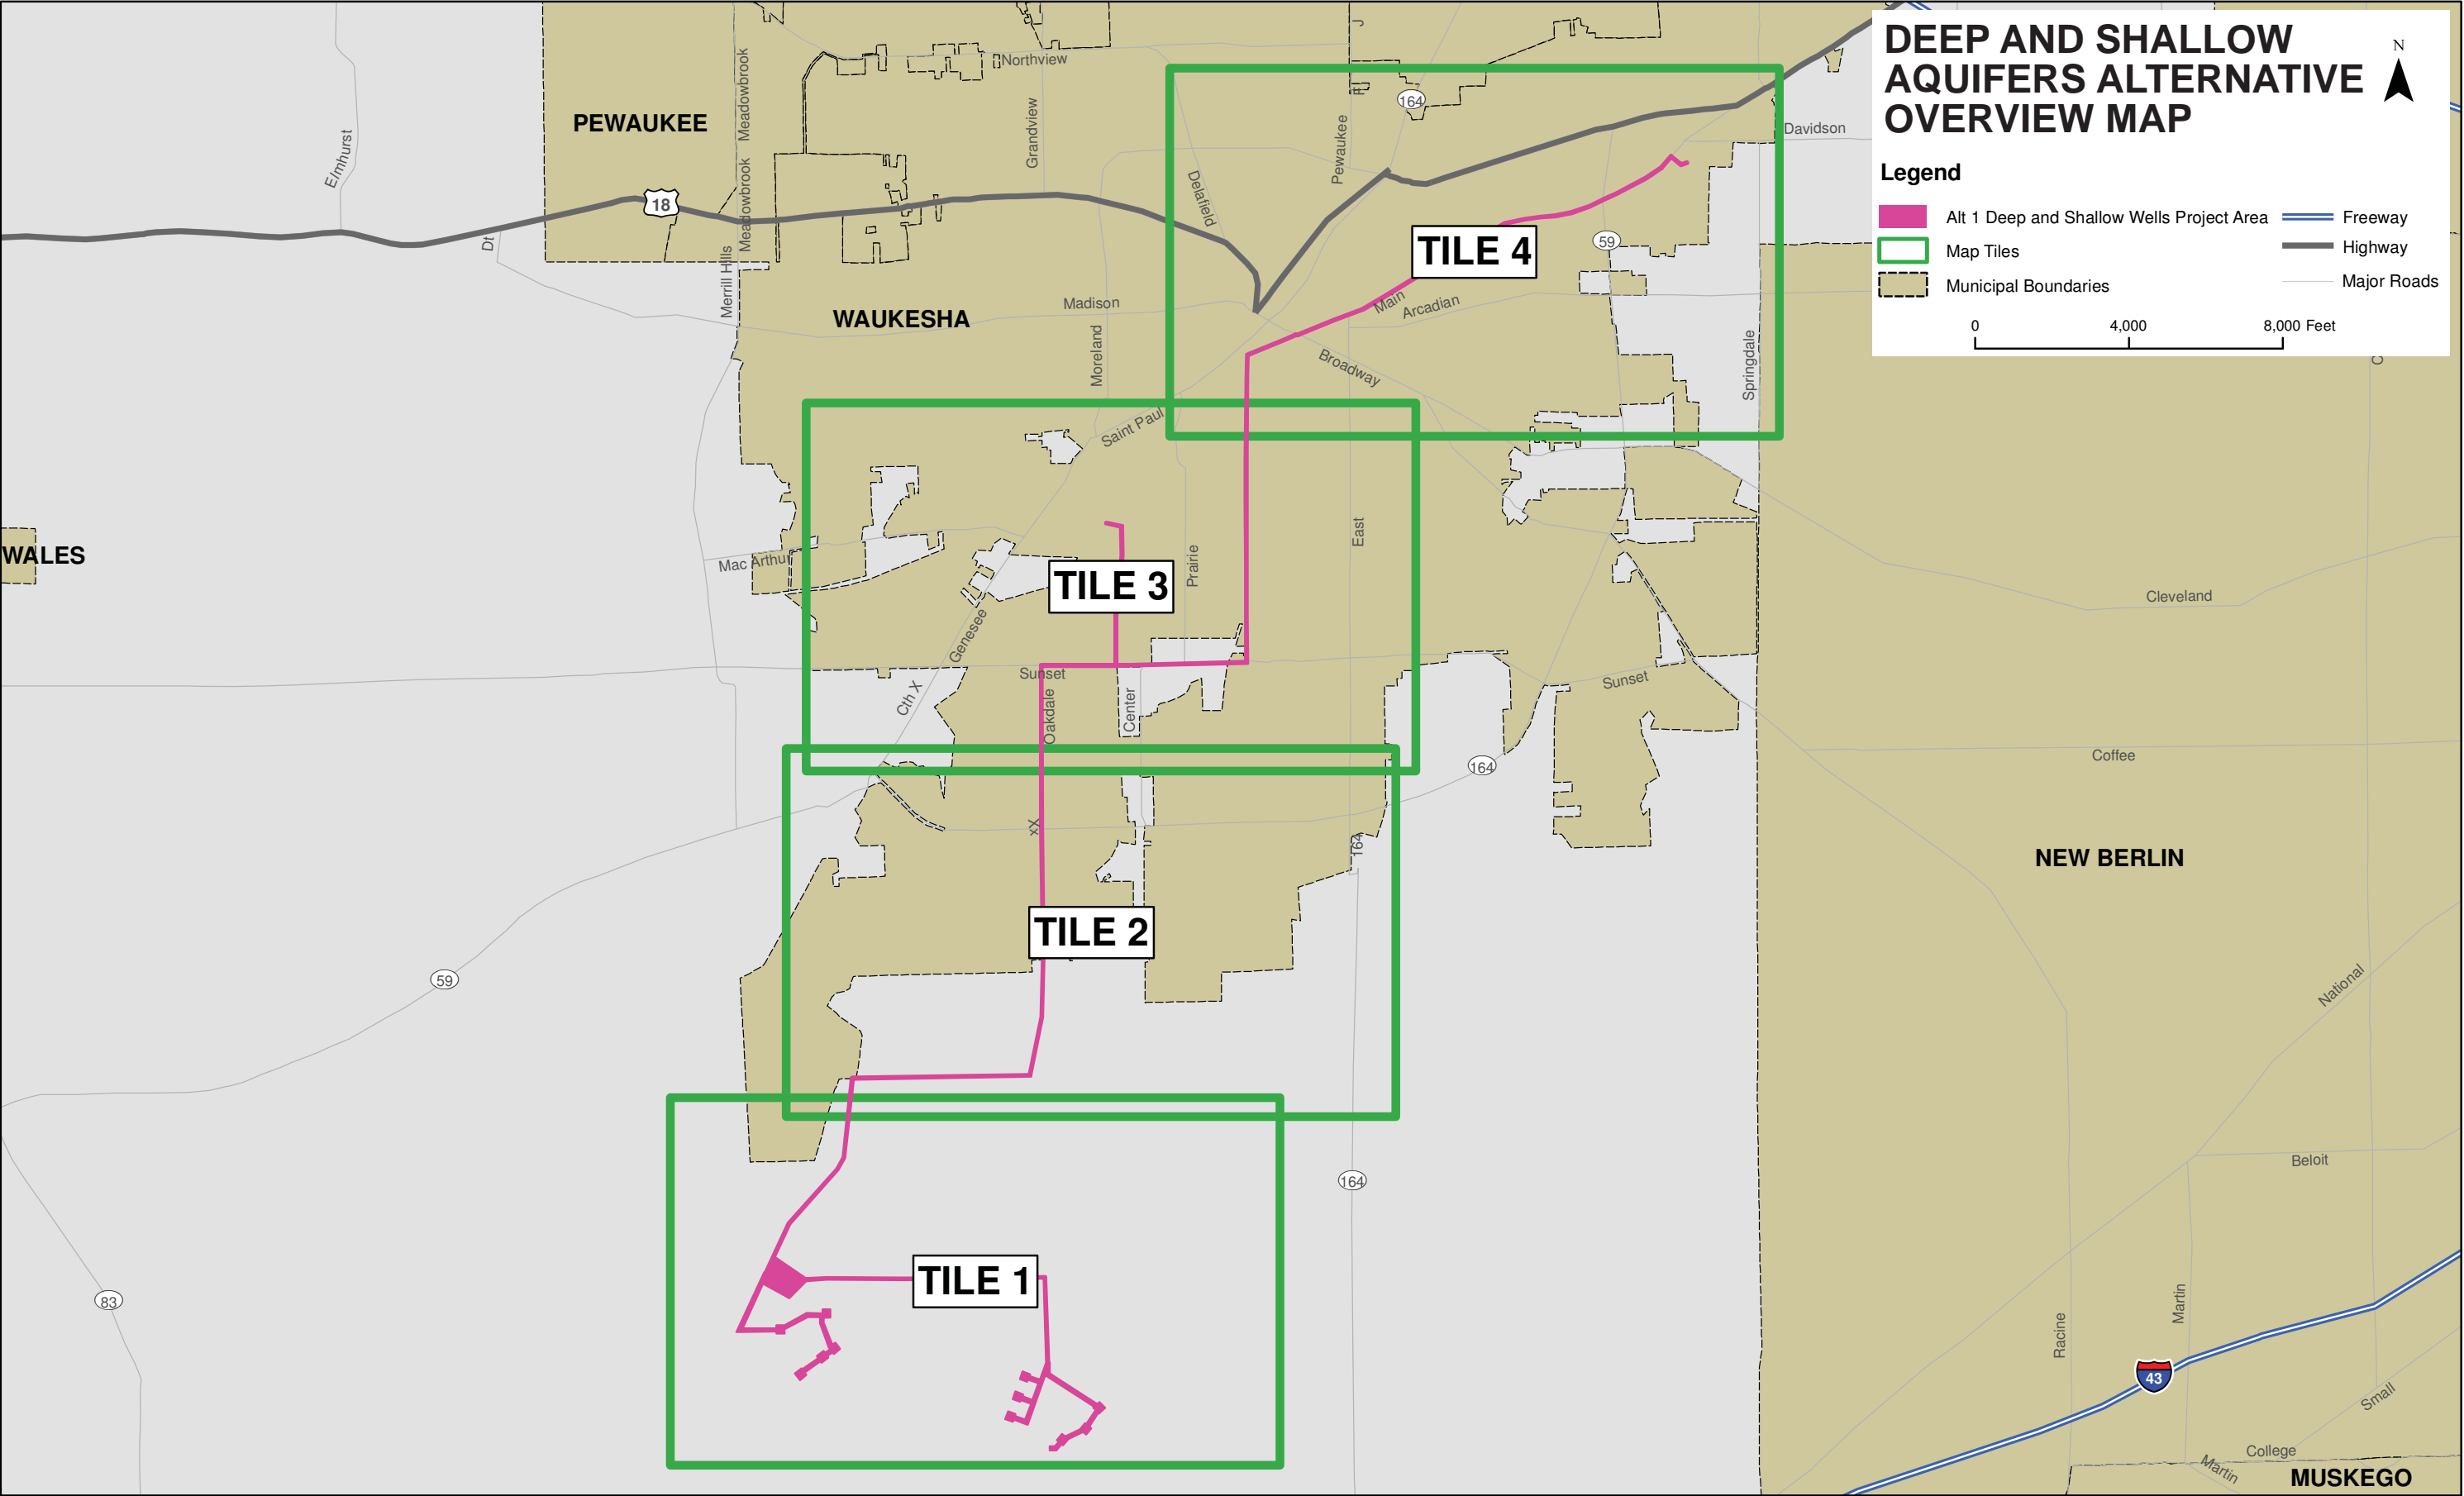 DEEP AND SHALLOW
AQUIFERS ALTERNATIVE
OVERVIEW MAP
N
Legend
Alt 1 Deep and Shallow Wells Project Area
Map Tiles
Municipal Boundaries
Freeway
Highway
Major Roads
0 4,000 8,000 Feet
J
Northview
Meadowbrook
F
164
PEWAUKEE
Grandview
Pewaukee
Davidson
Elmhurst
Meadowbrook
18
Delafield
Dt
59
TILE 4
Merrill Hills
Madison
Main
Arcadian
WAUKESHA
Moreland
Broadway
Springdale
C
Saint Paul
East
WALES
Mac Arthur
Prairie
TILE 3
Cleveland
Genesee
Sunset
Sunset
Cth X
Oakdale
Center
Coffee
164
xX
164
NEW BERLIN
TILE 2
59
National
Beloit
164
TILE 1
83
Martin
Racine
43
Small
College
Martin
MUSKEGO